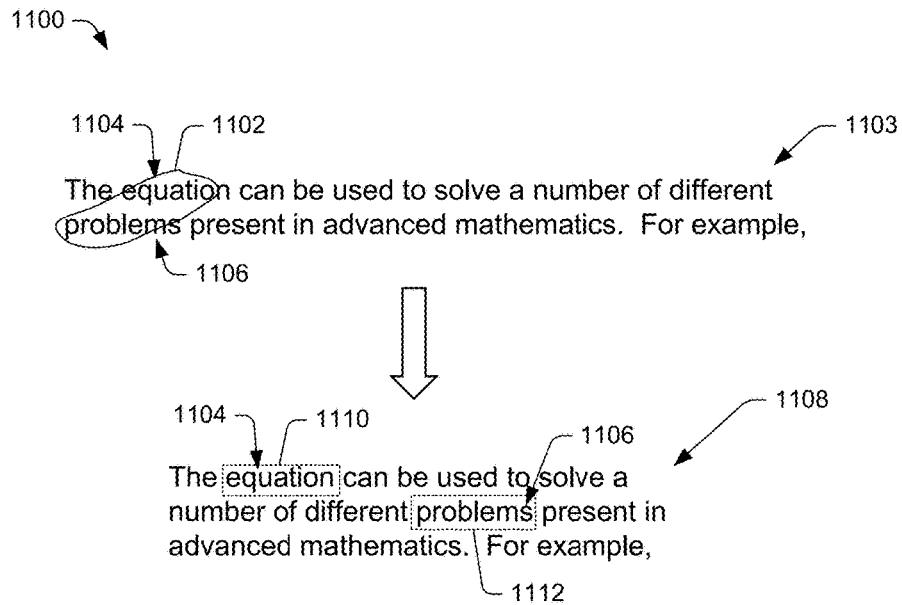 1100
1104 1102 1103
The equation can be used to solve a number of different
problems present in advanced mathematics. For example,
1106
1104 1110 1106 1108
The equation can be used to solve a
number of different problems present in
advanced mathematics. For example,
1112